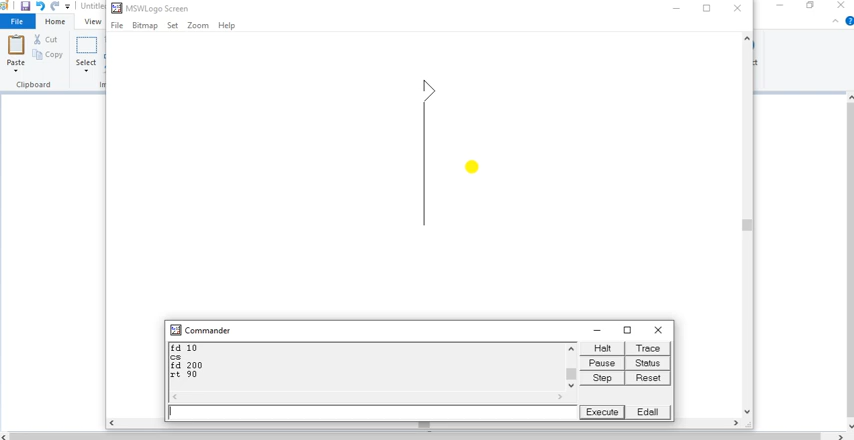 Untitle
MSWLogo Screen
File Home View
File Bitmap Set Zoom Help
Paste
Cut
Copy
Select
Clipboard
Commander
fd 10
cs
fd 200
rt 90
Halt Trace
Pause Status
Step Reset
Execute Edall